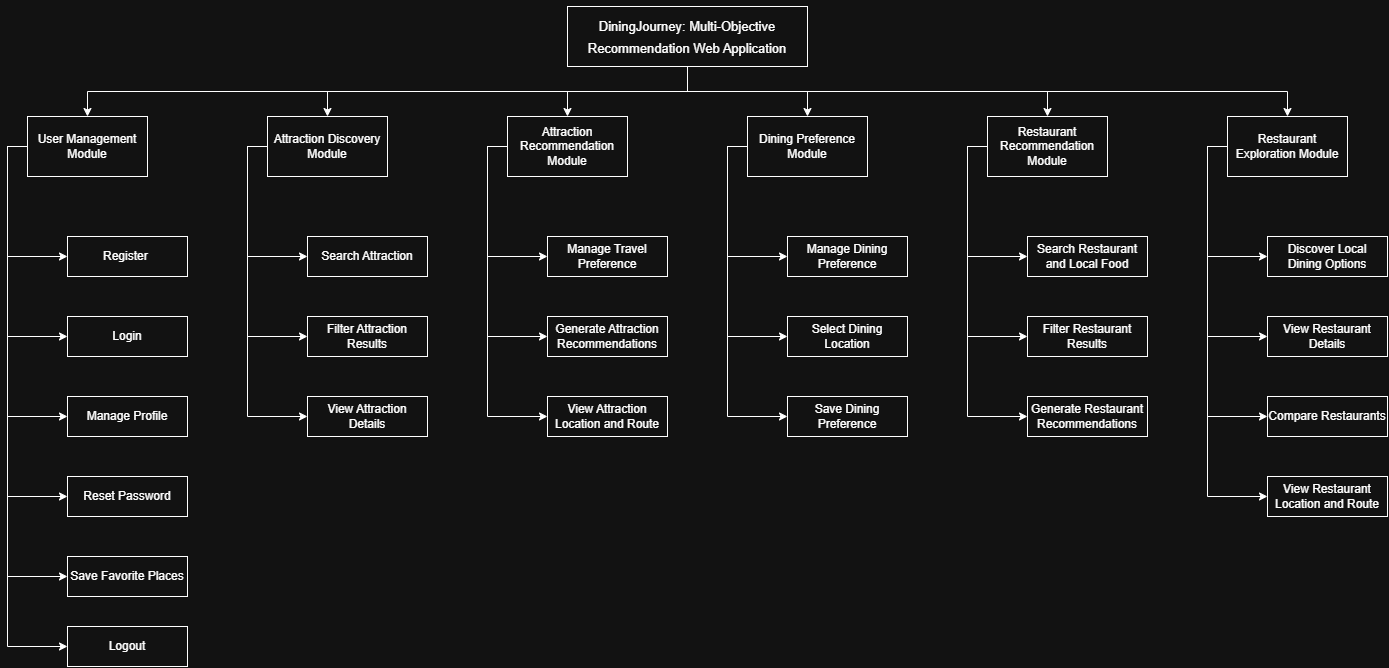 DiningJourney: Multi-Objective
Recommendation Web Application
User Management
Module
Attraction Discovery
Module
Attraction
Recommendation
Module
Dining Preference
Module
Restaurant
Recommendation
Module
Restaurant
Exploration Module
Register
Search Attraction
Manage Travel
Preference
Manage Dining
Preference
Search Restaurant
and Local Food
Discover Local
Dining Options
Login
Filter Attraction
Results
Generate Attraction
Recommendations
Select Dining
Location
Filter Restaurant
Results
View Restaurant
Details
Manage Profile
View Attraction
Details
View Attraction
Location and Route
Save Dining
Preference
Generate Restaurant
Recommendations
Compare Restaurants
Reset Password
View Restaurant
Location and Route
Save Favorite Places
Logout